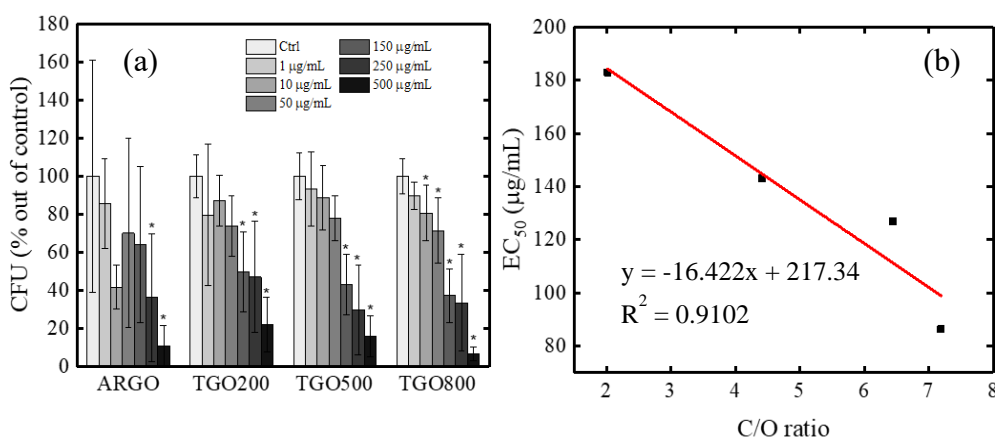 (a)
CFU (% out of control)
180
160
140
120
100
80
60
40
20
0
Ctrl
1 μg/mL
10 μg/mL
50 μg/mL
150 μg/mL
250 μg/mL
500 μg/mL
* *
* * *
* * *
* * * * *
ARGO TGO200 TGO500 TGO800
(b)
EC50 (μg/mL)
200
180
160
140
120
100
80
y = -16.422x + 217.34
R² = 0.9102
2 3 4 5 6 7 8
C/O ratio